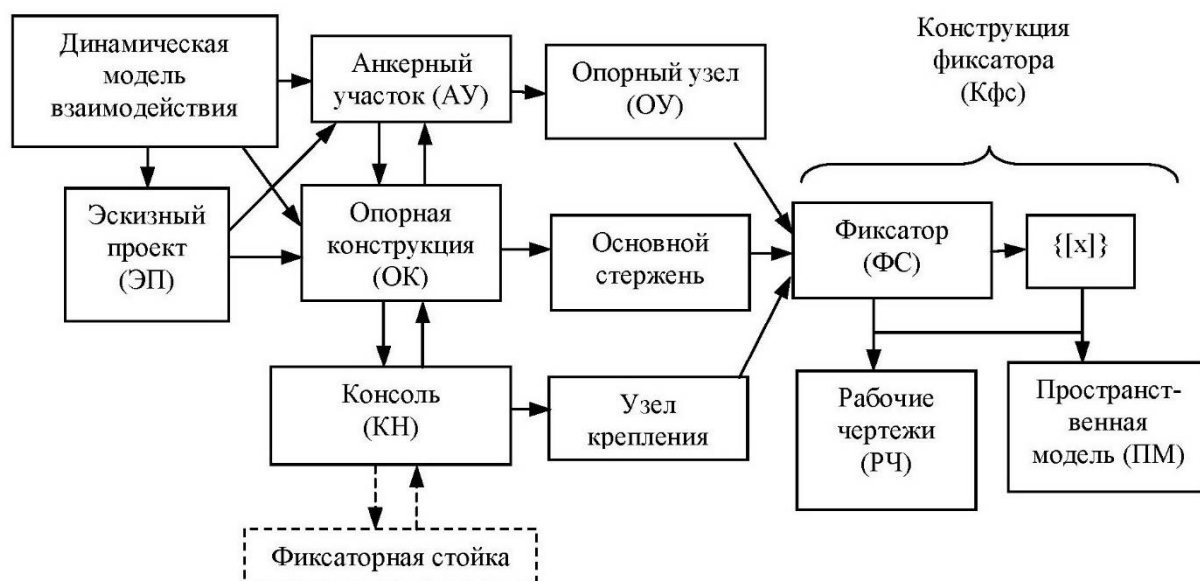 Динамическая
модель
взаимодействия
Анкерный
участок (АУ)
Опорный узел
(ОУ)
Конструкция
фиксатора
(Кфс)
Эскизный
проект
(ЭП)
Опорная
конструкция
(ОК)
Основной
стержень
Фиксатор
(ФС)
{[x]}
Консоль
(КН)
Узел
крепления
Рабочие
чертежи
(РЧ)
Пространст-
венная
модель (ПМ)
Фиксаторная стойка